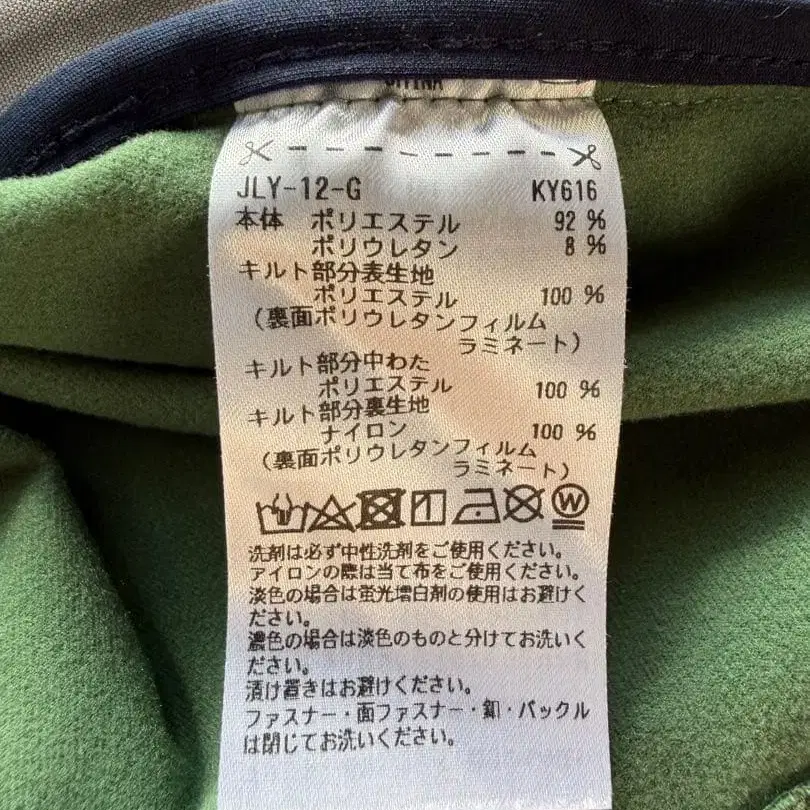 JLY-12-G KY616
本体 ポリエステル 92 %
ポリウレタン 8 %
キルト部分表生地
ポリエステル 100 %
(裏面ポリウレタンフィルム
ラミネート)
キルト部分中わた
ポリエステル 100 %
キルト部分裏生地
ナイロン 100 %
(裏面ポリウレタンフィルム
ラミネート)
W
洗剤は必ず中性洗剤をご使用ください。
アイロンの際は当て布をご使用ください。
淡色の場合は蛍光増白剤の使用はお避けく
ださい。
濃色の場合は淡色のものと分けてお洗いく
ださい。
漬け置きはお避けください。
ファスナー・面ファスナー・釦・バックル
は閉じてお洗いください。